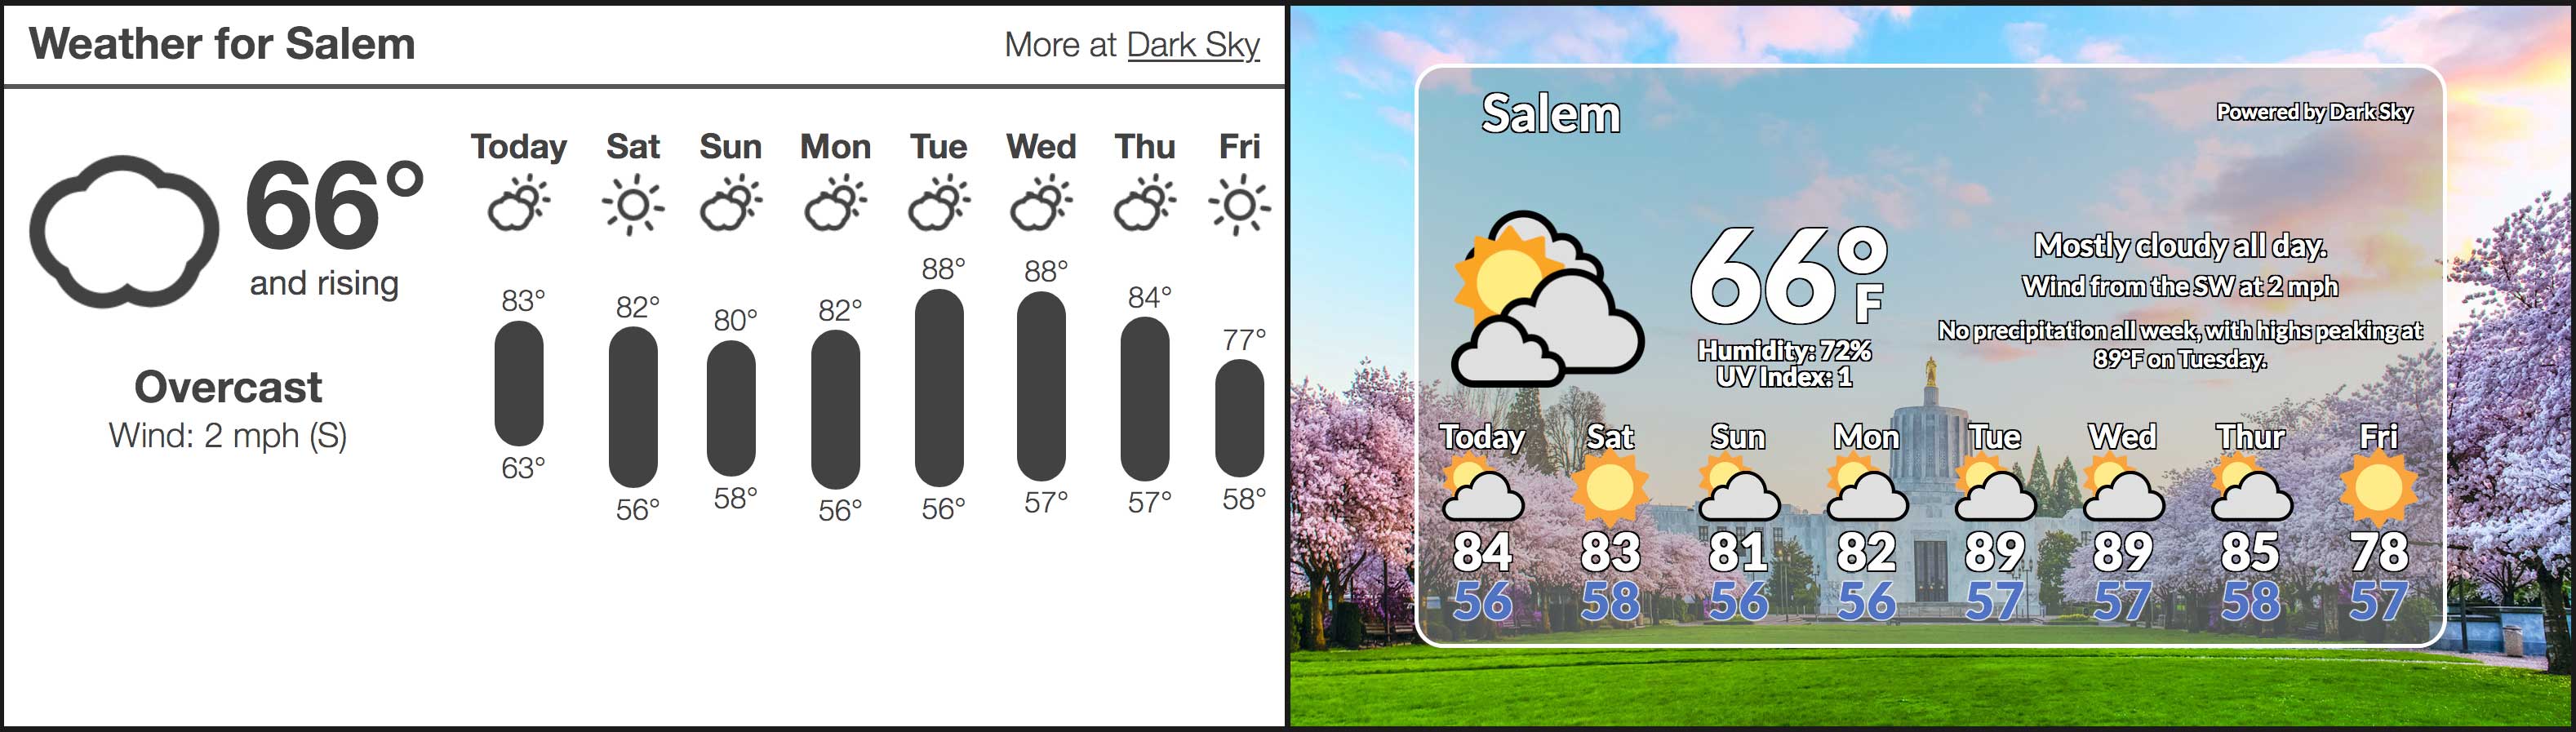 Weather for Salem
More at Dark Sky
Today Sat Sun Mon Tue Wed Thu Fri
66°
and rising
Overcast
Wind: 2 mph (S)
83° 82° 80° 82° 88° 88° 84° 77°
63° 56° 58° 56° 56° 57° 57° 58°
Salem
Powered by Dark Sky
66°F
Humidity: 72%
UV Index: 1
Mostly cloudy all day.
Wind from the SW at 2 mph
No precipitation all week, with highs peaking at
89°F on Tuesday.
Today Sat Sun Mon Tue Wed Thur Fri
84 83 81 82 89 89 85 78
56 58 56 56 57 57 58 57